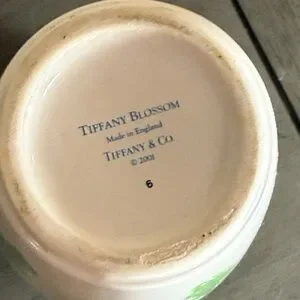 TIFFANY BLOSSOM
Made in England
TIFFANY & CO
© 2001
6